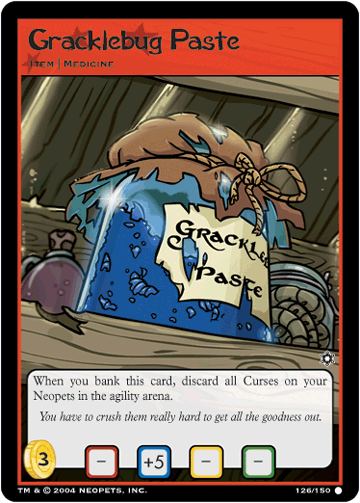 Gracklebug Paste
Item | Medicine
Grackle
Paste
When you bank this card, discard all Curses on your
Neopets in the agility arena.
You have to crush them really hard to get all the goodness out.
3 – +5 – –
TM & © 2004 NEOPETS, INC. 126/150